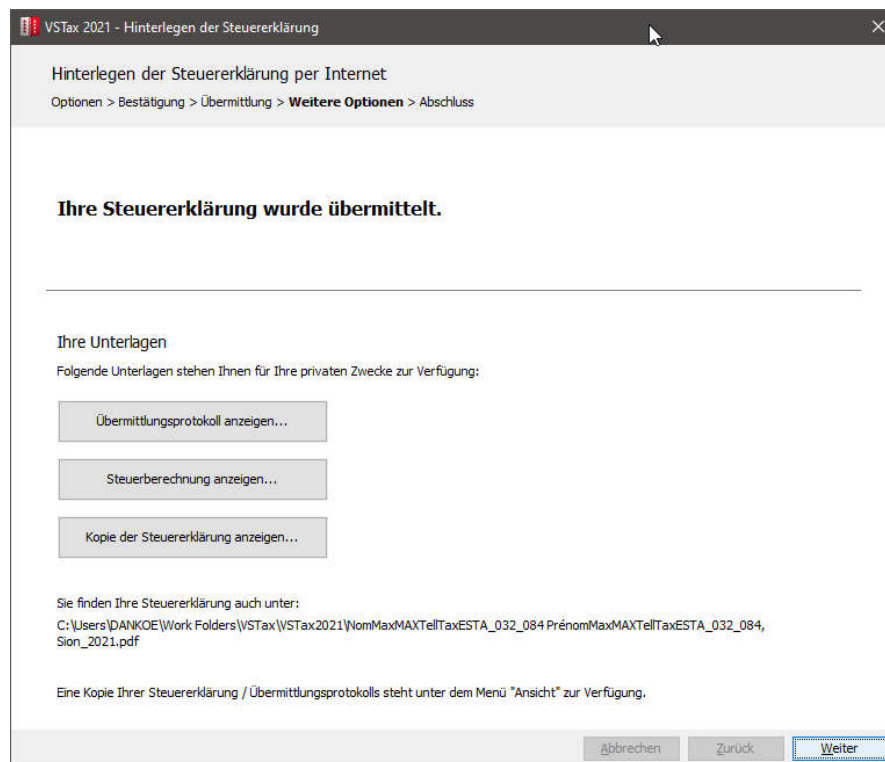 VSTax 2021 - Hinterlegen der Steuererklärung
Hinterlegen der Steuererklärung per Internet
Optionen > Bestätigung > Übermittlung > Weitere Optionen > Abschluss
Ihre Steuererklärung wurde übermittelt.
Ihre Unterlagen
Folgende Unterlagen stehen Ihnen für Ihre privaten Zwecke zur Verfügung:
Übermittlungsprotokoll anzeigen...
Steuerberechnung anzeigen...
Kopie der Steuererklärung anzeigen...
Sie finden Ihre Steuererklärung auch unter:
C:\Users\DANKOE\Work Folders\VSTax\VSTax2021\NomMaxMAXTellTaxESTA_032_084 PrénomMaxMAXTellTaxESTA_032_084,
Sion_2021.pdf
Eine Kopie Ihrer Steuererklärung / Übermittlungsprotokolls steht unter dem Menü "Ansicht" zur Verfügung.
Abbrechen Zurück Weiter